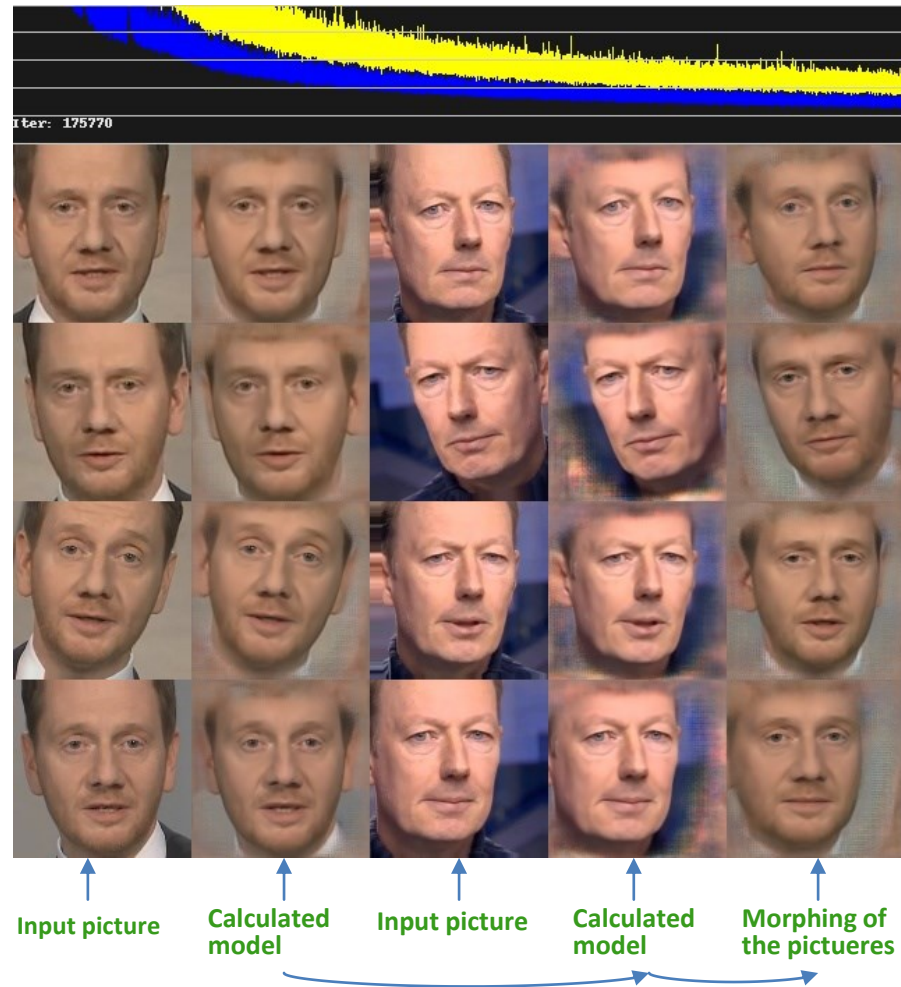 Iter: 175770
Input picture
Calculated
model
Input picture
Calculated
model
Morphing of
the pictueres